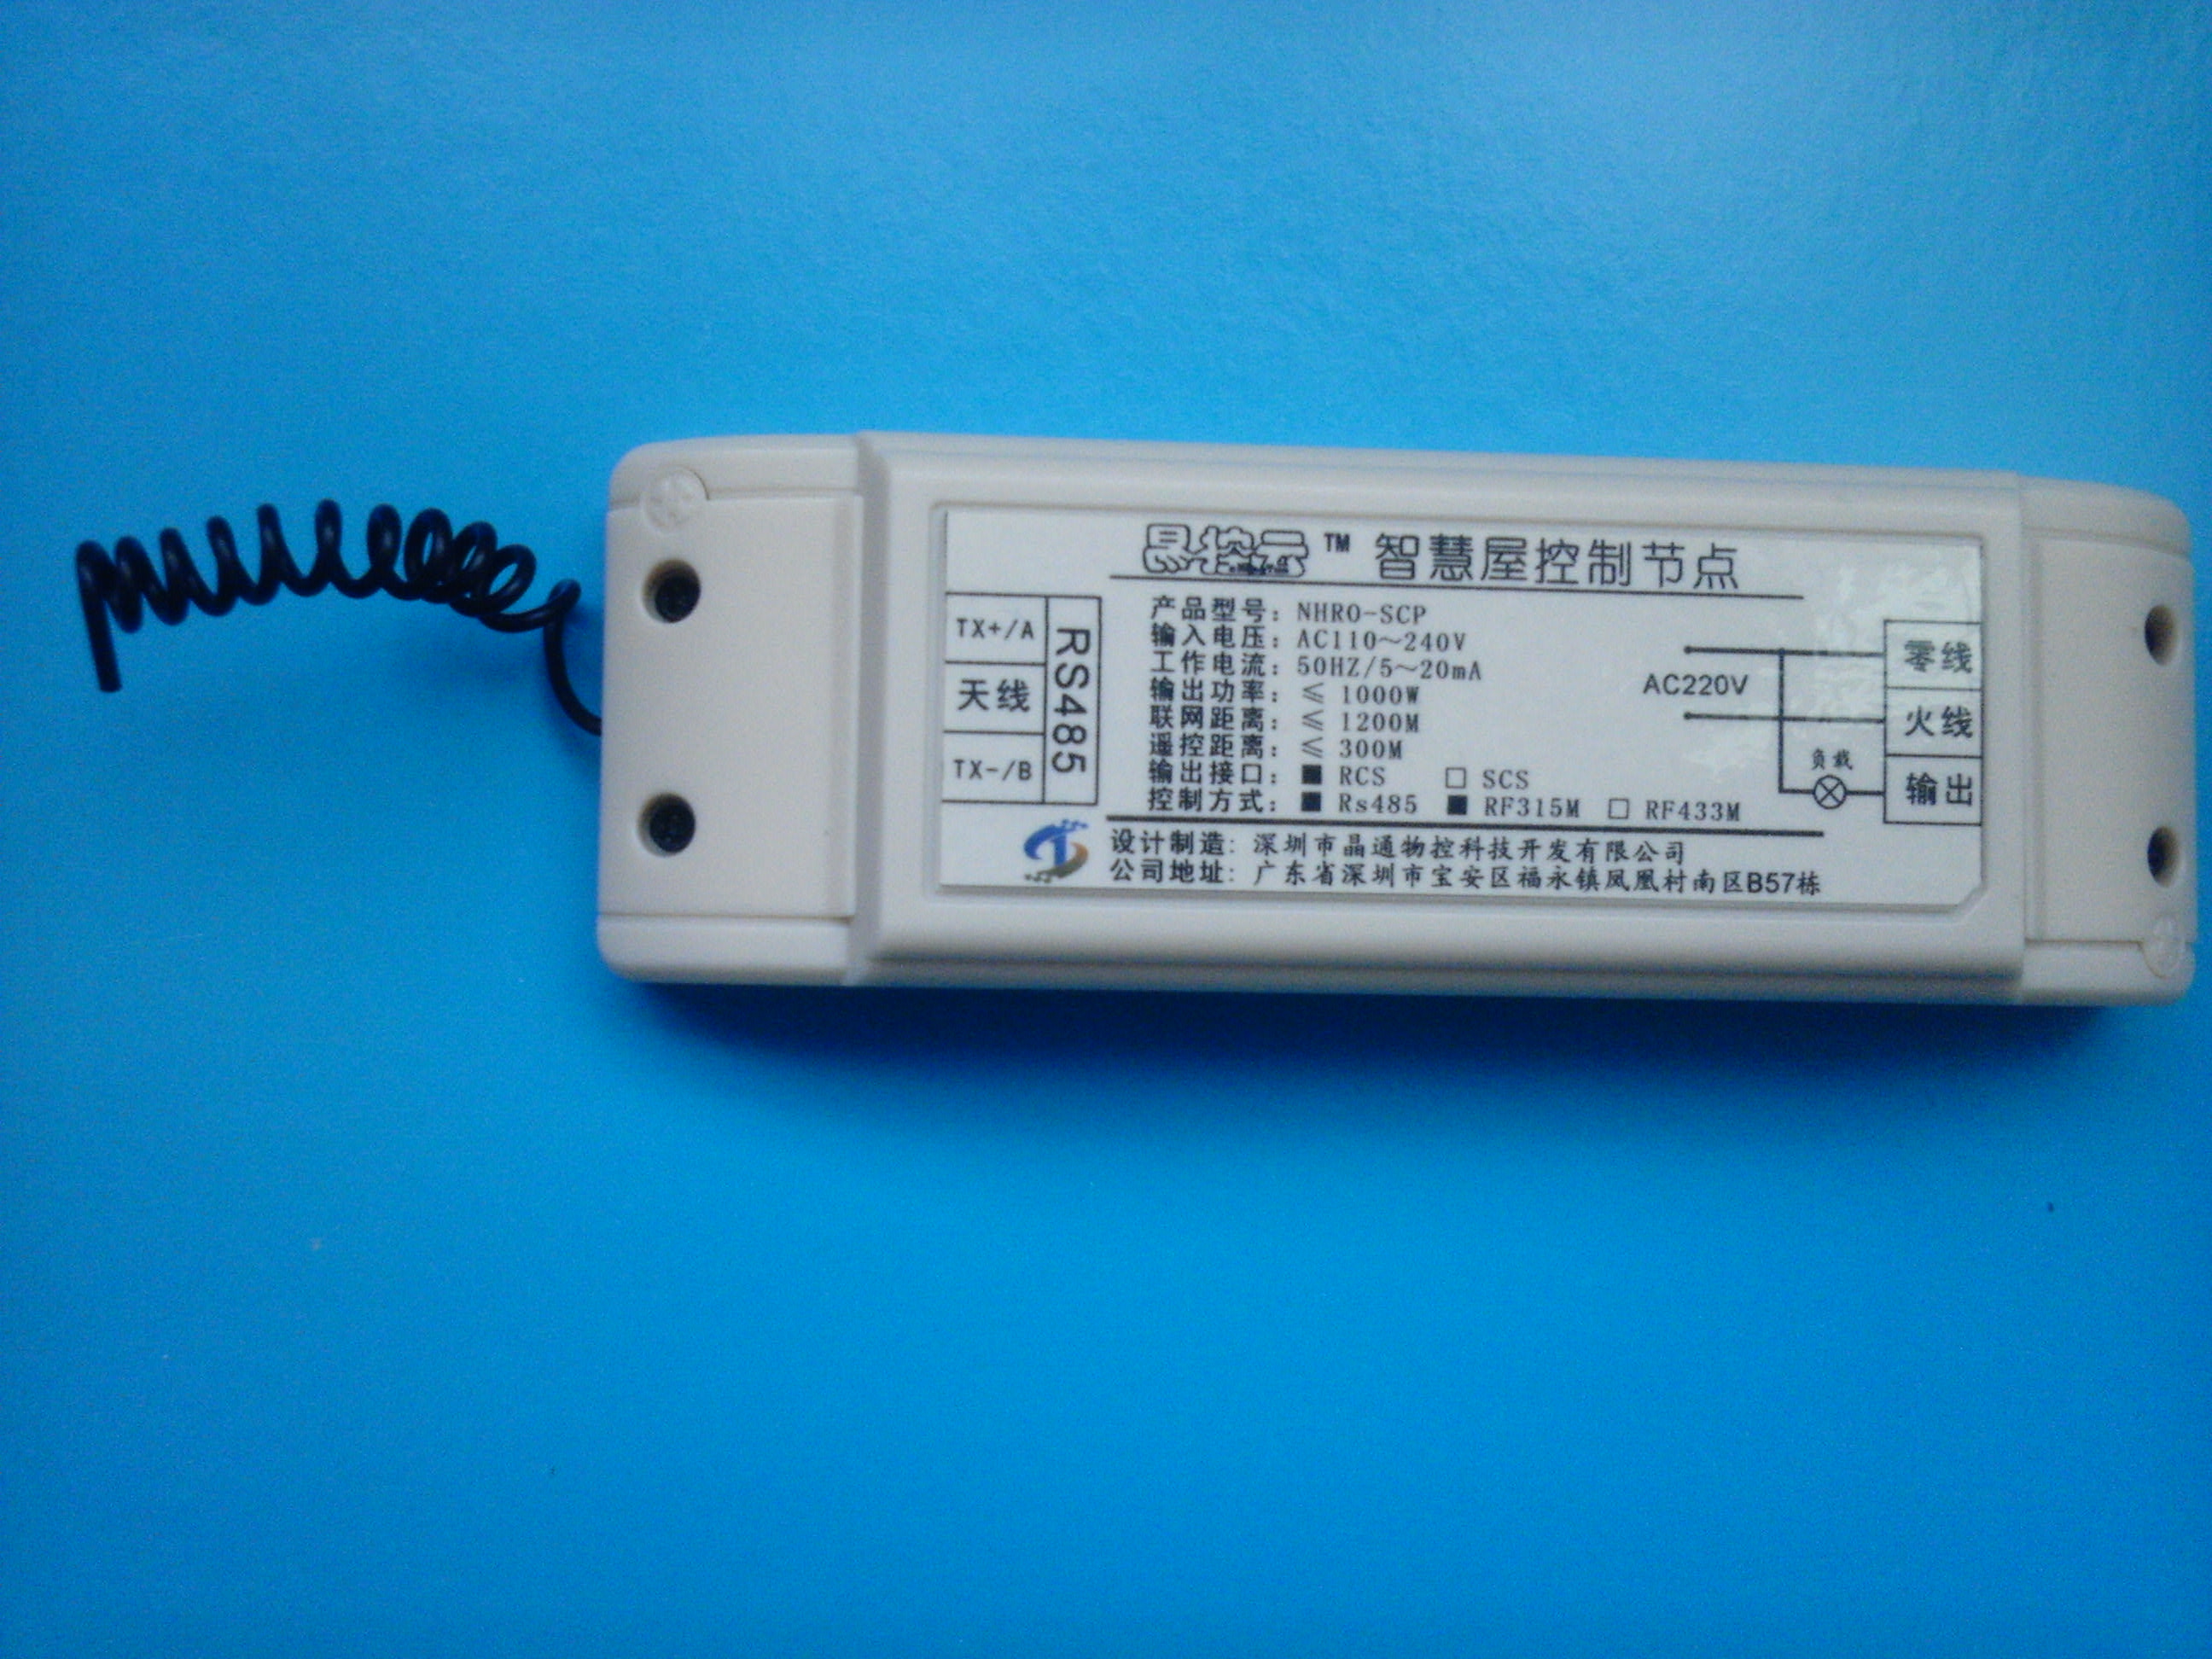 易控云™ 智慧屋控制节点
TX+/A
天线
TX-/B
RS485
产品型号: NHRO-SCP
输入电压: AC110~240V
工作电流: 50HZ/5~20mA
输出功率: ≤ 1000W
联网距离: ≤ 1200M
遥控距离: ≤ 300M
输出接口: ■ RCS □ SCS
控制方式: ■ Rs485 ■ RF315M □ RF433M
AC220V
负载
零线
火线
输出
设计制造: 深圳市晶通物控科技开发有限公司
公司地址: 广东省深圳市宝安区福永镇凤凰村南区B57栋